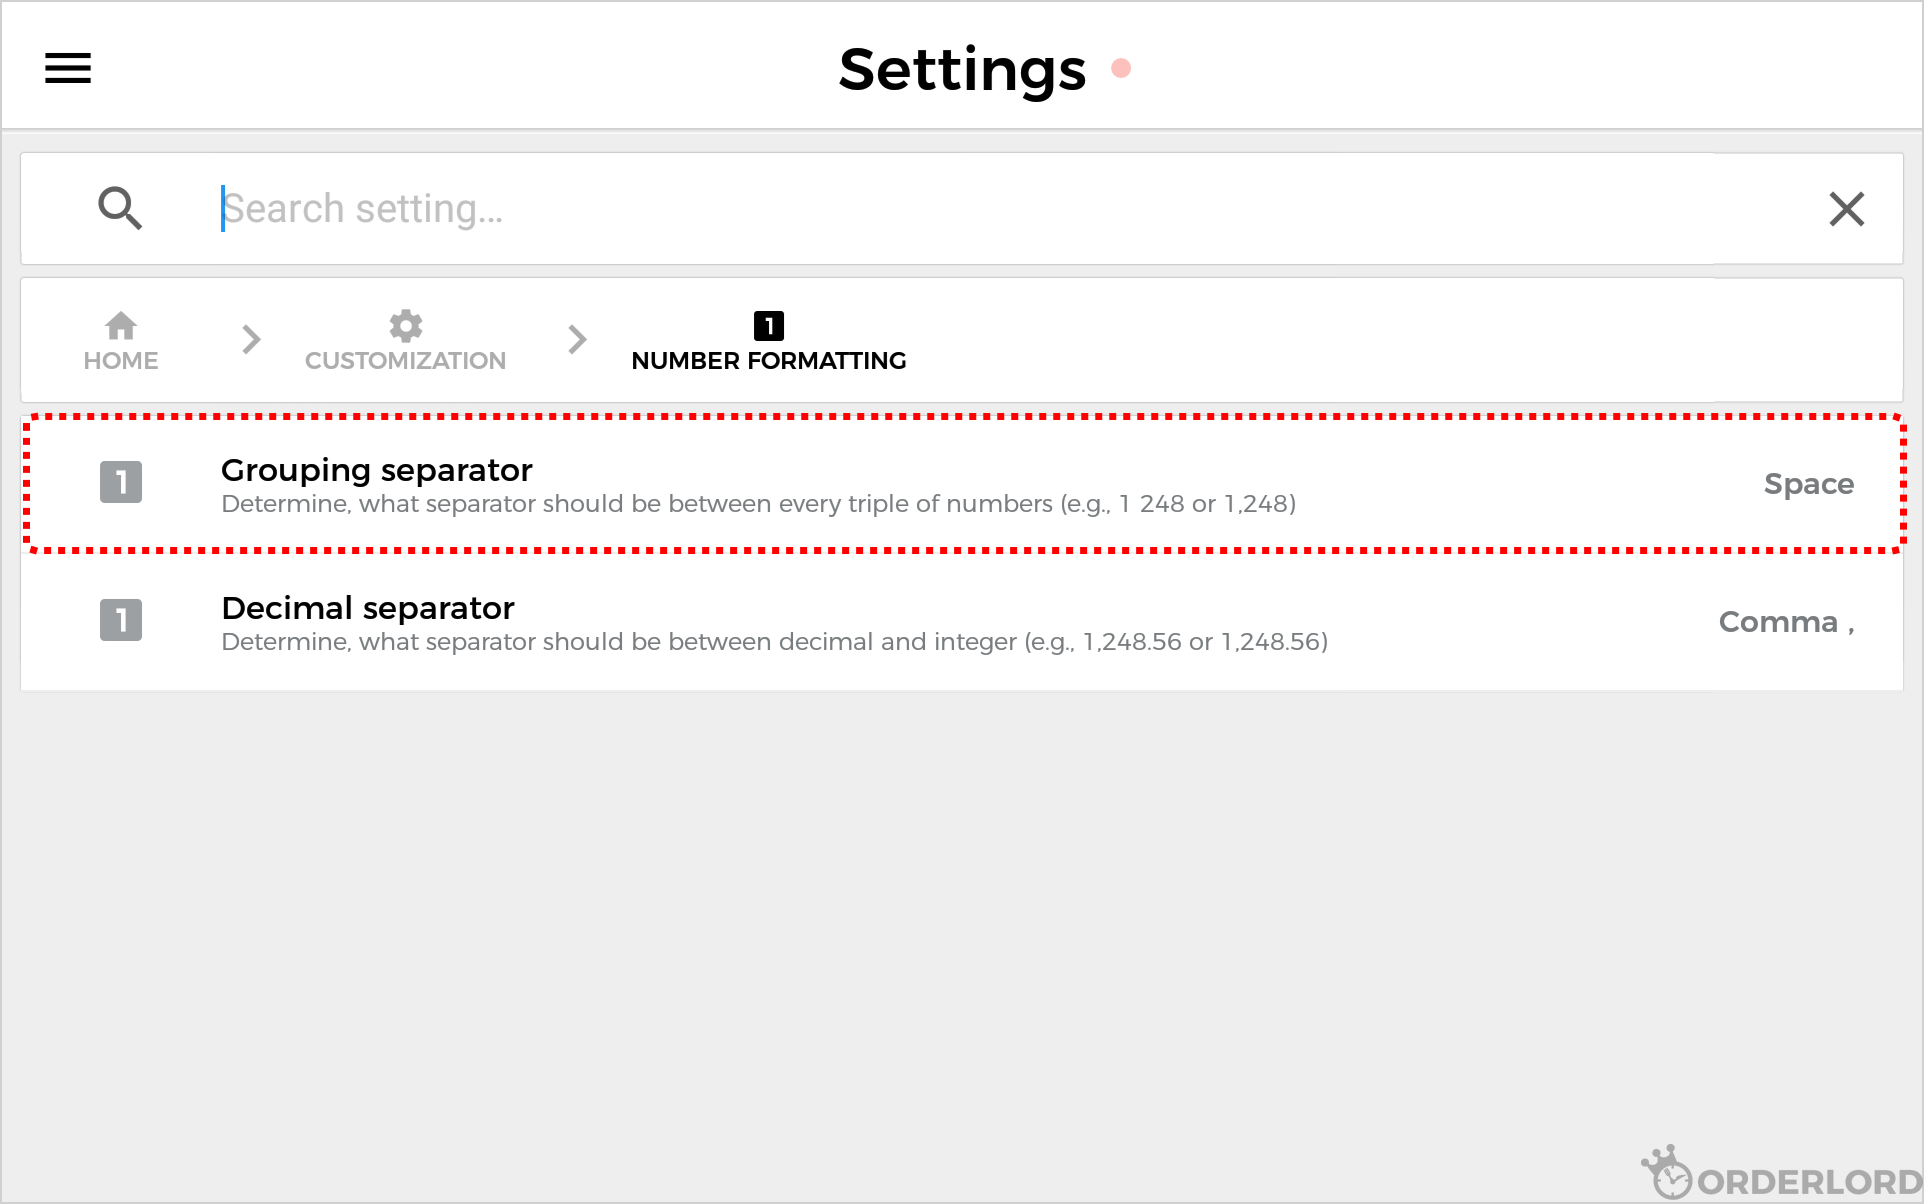 Settings
Search setting...
HOME
CUSTOMIZATION
1
NUMBER FORMATTING
1
Grouping separator
Determine, what separator should be between every triple of numbers (e.g., 1 248 or 1,248)
Space
1
Decimal separator
Determine, what separator should be between decimal and integer (e.g., 1,248.56 or 1,248.56)
Comma ,
ORDERLORD